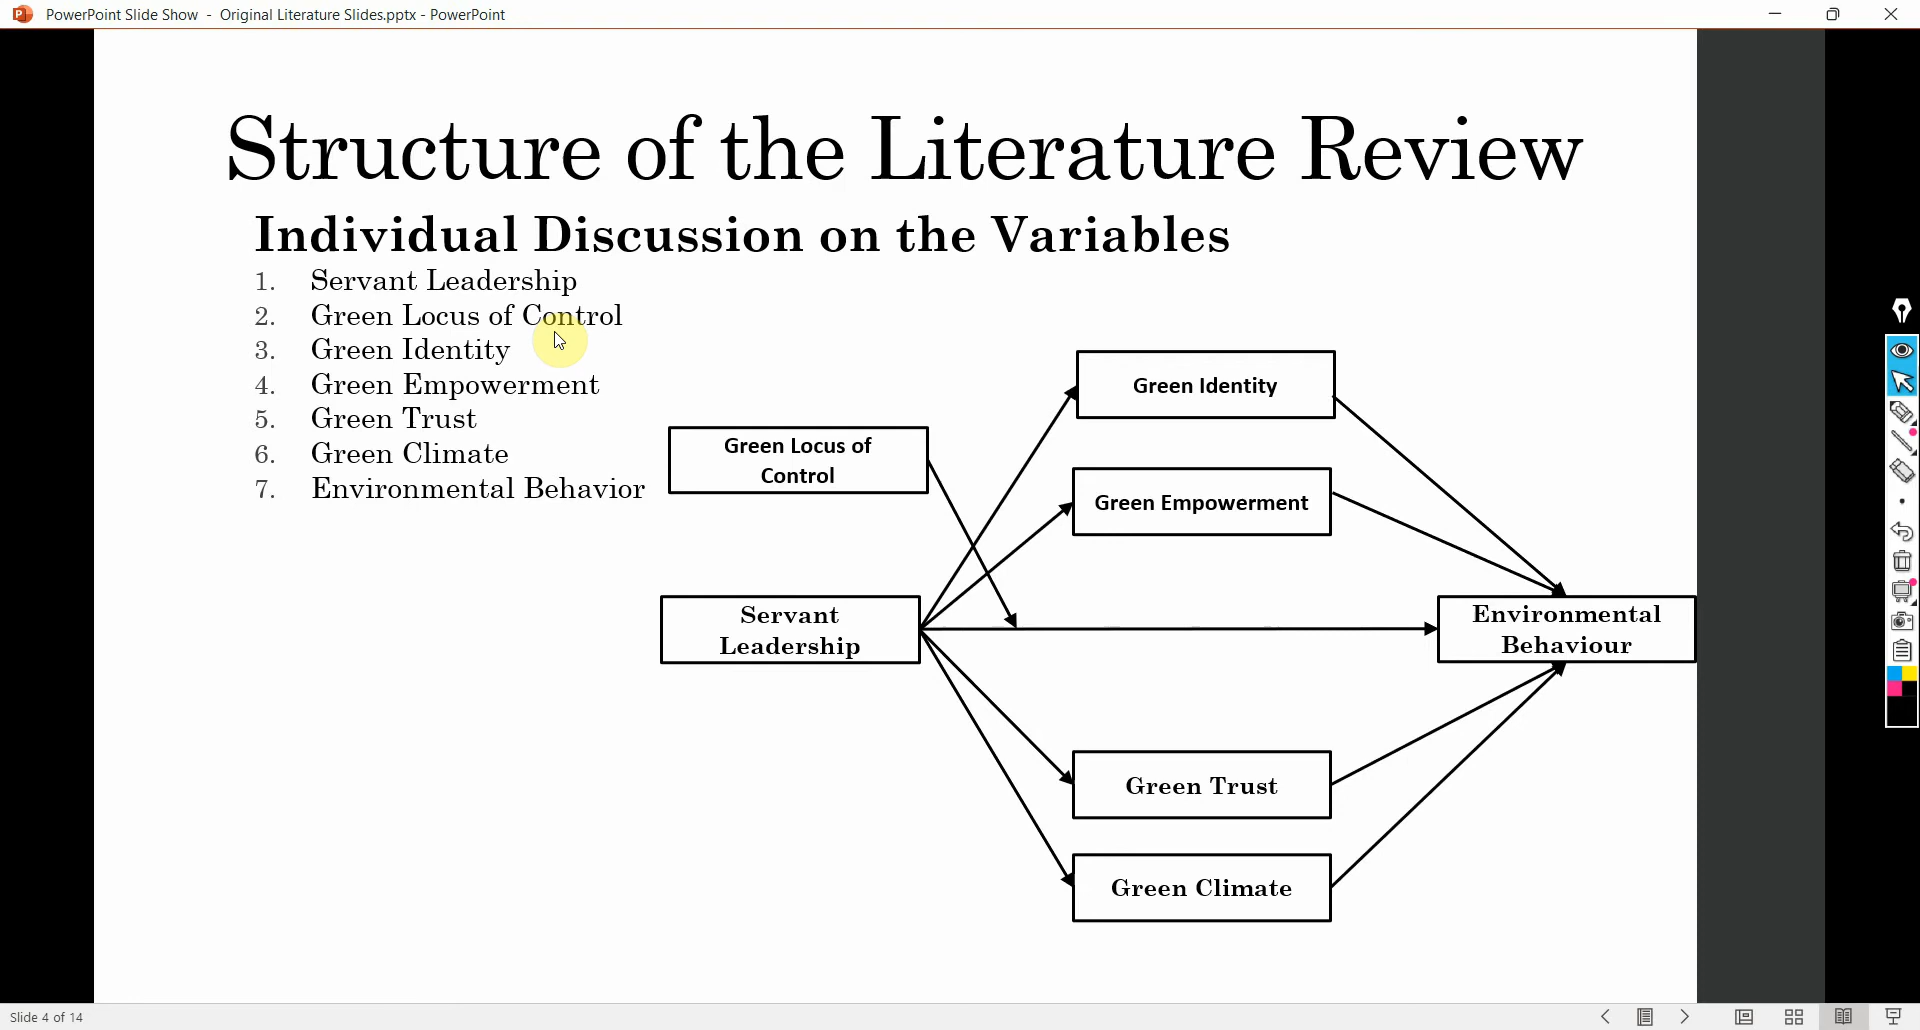 PowerPoint Slide Show - Original Literature Slides.pptx - PowerPoint
Structure of the Literature Review
Individual Discussion on the Variables
1. Servant Leadership
2. Green Locus of Control
3. Green Identity
4. Green Empowerment
5. Green Trust
6. Green Climate
7. Environmental Behavior
Green Identity
Green Locus of
Control
Green Empowerment
Servant
Leadership
Environmental
Behaviour
Green Trust
Green Climate
Slide 4 of 14